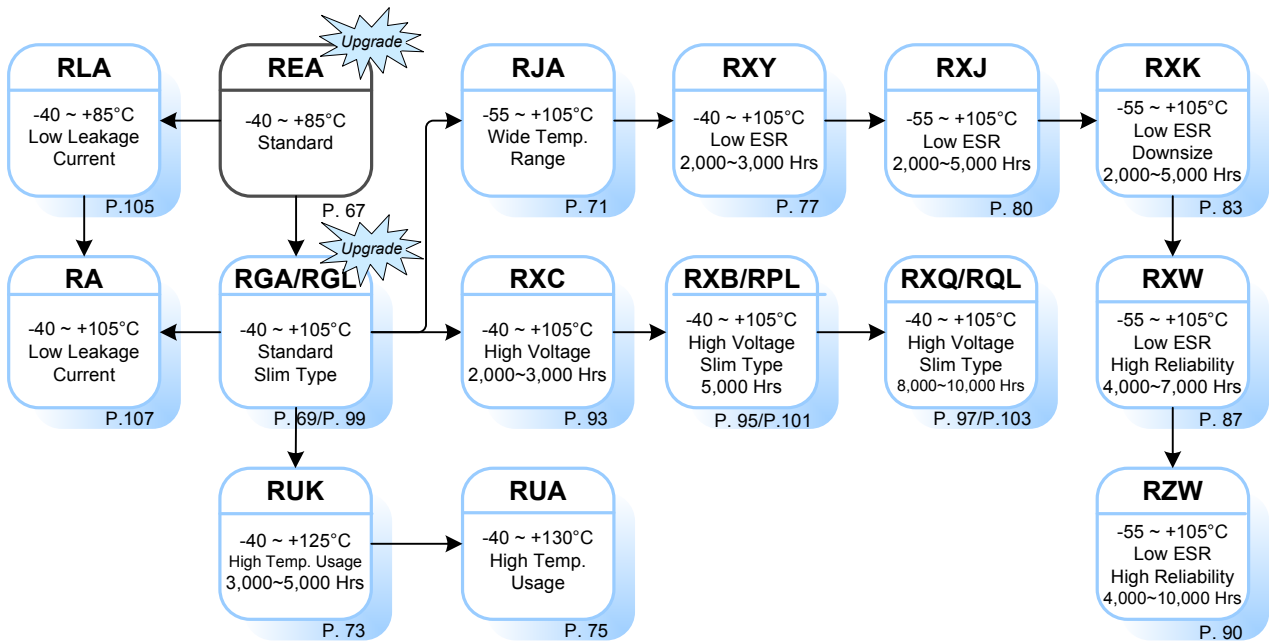 Upgrade
RLA
-40 ~ +85°C
Low Leakage
Current
P.105
REA
-40 ~ +85°C
Standard
P. 67
RJA
-55 ~ +105°C
Wide Temp.
Range
P. 71
RXY
-40 ~ +105°C
Low ESR
2,000~3,000 Hrs
P. 77
RXJ
-55 ~ +105°C
Low ESR
2,000~5,000 Hrs
P. 80
RXK
-55 ~ +105°C
Low ESR
Downsize
2,000~5,000 Hrs
P. 83
Upgrade
RA
-40 ~ +105°C
Low Leakage
Current
P.107
RGA/RGL
-40 ~ +105°C
Standard
Slim Type
P. 69/P. 99
RXC
-40 ~ +105°C
High Voltage
2,000~3,000 Hrs
P. 93
RXB/RPL
-40 ~ +105°C
High Voltage
Slim Type
5,000 Hrs
P. 95/P.101
RXQ/RQL
-40 ~ +105°C
High Voltage
Slim Type
8,000~10,000 Hrs
P. 97/P.103
RXW
-55 ~ +105°C
Low ESR
High Reliability
4,000~7,000 Hrs
P. 87
RUK
-40 ~ +125°C
High Temp. Usage
3,000~5,000 Hrs
P. 73
RUA
-40 ~ +130°C
High Temp.
Usage
P. 75
RZW
-55 ~ +105°C
Low ESR
High Reliability
4,000~10,000 Hrs
P. 90